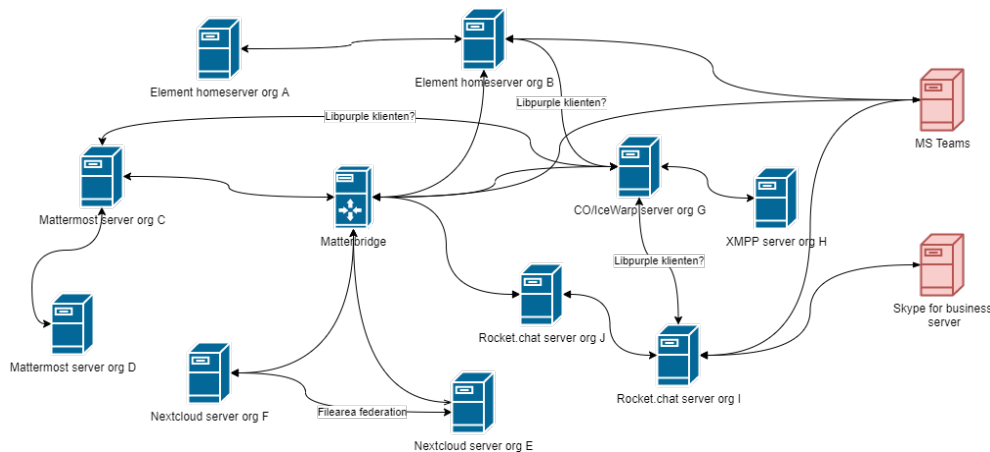 Element homeserver org A
Element homeserver org B
Libpurple klienten?
MS Teams
Libpurple klienten?
Mattermost server org C
CO/IceWarp server org G
Matterbridge
XMPP server org H
Libpurple klienten?
Skype for business
server
Rocket.chat server org J
Mattermost server org D
Rocket.chat server org I
Nextcloud server org F
Filearea federation
Nextcloud server org E